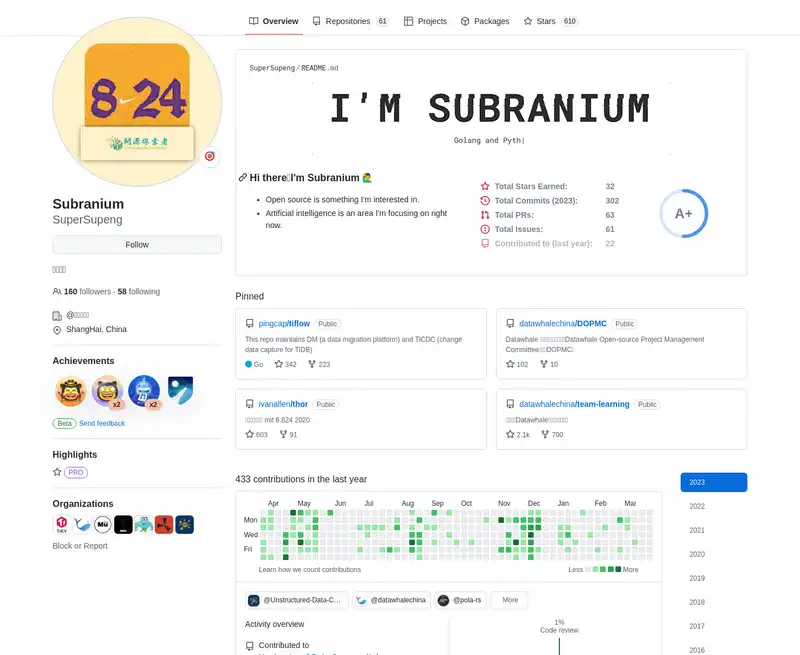 Overview
Repositories 61
Projects
Packages
Stars 610
8 24
SuperSupeng / README.md
I'M SUBRANIUM
Golang and Pyth|
Hi there I'm Subranium
Open source is something I'm interested in.
Artificial intelligence is an area I'm focusing on right
now.
Total Stars Earned: 32
Total Commits (2023): 302
Total PRs: 63
Total Issues: 61
Contributed to (last year): 22
A+
Subranium
SuperSupeng
Follow
160 followers · 58 following
@
ShangHai, China
Achievements
x2
x2
Beta Send feedback
Highlights
PRO
Organizations
TiKV
Mü
Block or Report
Pinned
pingcap/tiflow Public
This repo maintains DM (a data migration platform) and TiCDC (change
data capture for TiDB)
Go 342 223
datawhalechina/DOPMC Public
Datawhale Datawhale Open-source Project Management
Committee DOPMC
102 10
ivanallen/thor Public
mit 6.824 2020
603 91
datawhalechina/team-learning Public
Datawhale
2.1k 700
433 contributions in the last year
Apr May Jun Jul Aug Sep Oct Nov Dec Jan Feb Mar
Mon
Wed
Fri
Learn how we count contributions
Less More
@Unstructured-Data-C...
@datawhalechina
@pola-rs
More
Activity overview
Contributed to
1%
Code review
2023
2022
2021
2020
2019
2018
2017
2016